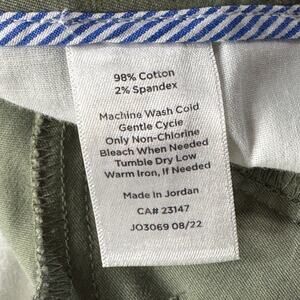 98% Cotton
2% Spandex
Machine Wash Cold
Gentle Cycle
Only Non-Chlorine
Bleach When Needed
Tumble Dry Low
Warm Iron, If Needed
Made In Jordan
CA# 23147
JO3069 08/22